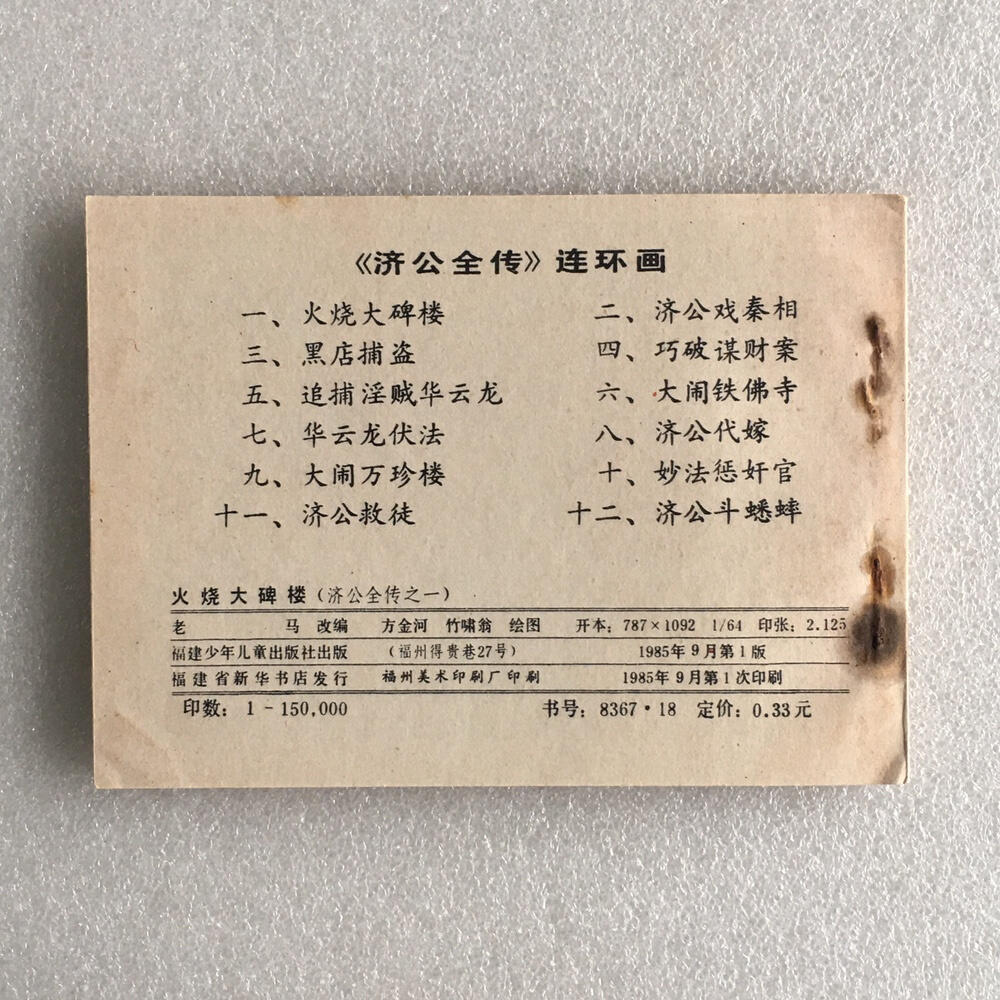 《济公全传》连环画
一、火烧大碑楼 二、济公戏秦相
三、黑店捕盗 四、巧破谋财案
五、追捕淫贼华云龙 六、大闹铁佛寺
七、华云龙伏法 八、济公代嫁
九、大闹万珍楼 十、妙法惩奸官
十一、济公救徒 十二、济公斗蟋蟀
火烧大碑楼(济公全传之一)
老 马 改编 方金河 竹啸翁 绘图 开本:787×1092 1/64 印张:2.125
福建少年儿童出版社出版 (福州得贵巷27号) 1985年9月第1版
福建省新华书店发行 福州美术印刷厂印刷 1985年9月第1次印刷
印数:1-150,000 书号:8367·18 定价:0.33元